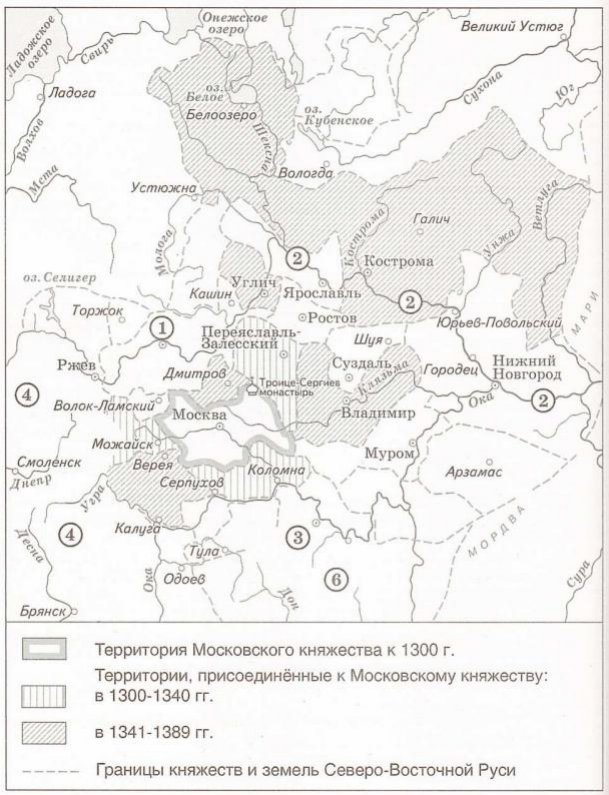 Онежское
озеро
Великий Устюг
Ладожское
озеро
Свирь
Ладога
оз.
Белое
Белоозеро
оз.
Кубенское
Сухона
Юг
Волхов
Шексна
Вологда
Мста
Устюжна
Молога
Кострома
Галич
Унжа
Ветлуга
2
Кострома
оз. Селигер
Кашин
Углич
Ярославль
2
Торжок
Ростов
Юрьев-Повольский
МАРИ
1
Переяславль-
Залесский
Шуя
Ржев
Дмитров
Троице-Сергиев
монастырь
Суздаль
Клязьма
Городец
Нижний
Новгород
4
Волок-Ламский
Москва
Владимир
Ока
2
Можайск
Верея
Коломна
Муром
Смоленск
Днепр
Серпухов
Арзамас
Угра
4
Калуга
3
МОРДВА
Десна
Тула
Ока
Одоев
Дон
6
Сура
Брянск
Территория Московского княжества к 1300 г.
Территории, присоединённые к Московскому княжеству:
в 1300-1340 гг.
в 1341-1389 гг.
Границы княжеств и земель Северо-Восточной Руси